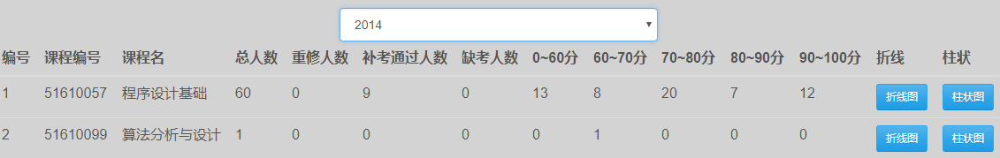 2014
编号 课程编号 课程名 总人数 重修人数 补考通过人数 缺考人数 0~60分 60~70分 70~80分 80~90分 90~100分 折线 柱状
1 51610057 程序设计基础 60 0 9 0 13 8 20 7 12 折线图 柱状图
2 51610099 算法分析与设计 1 0 0 0 0 1 0 0 0 折线图 柱状图